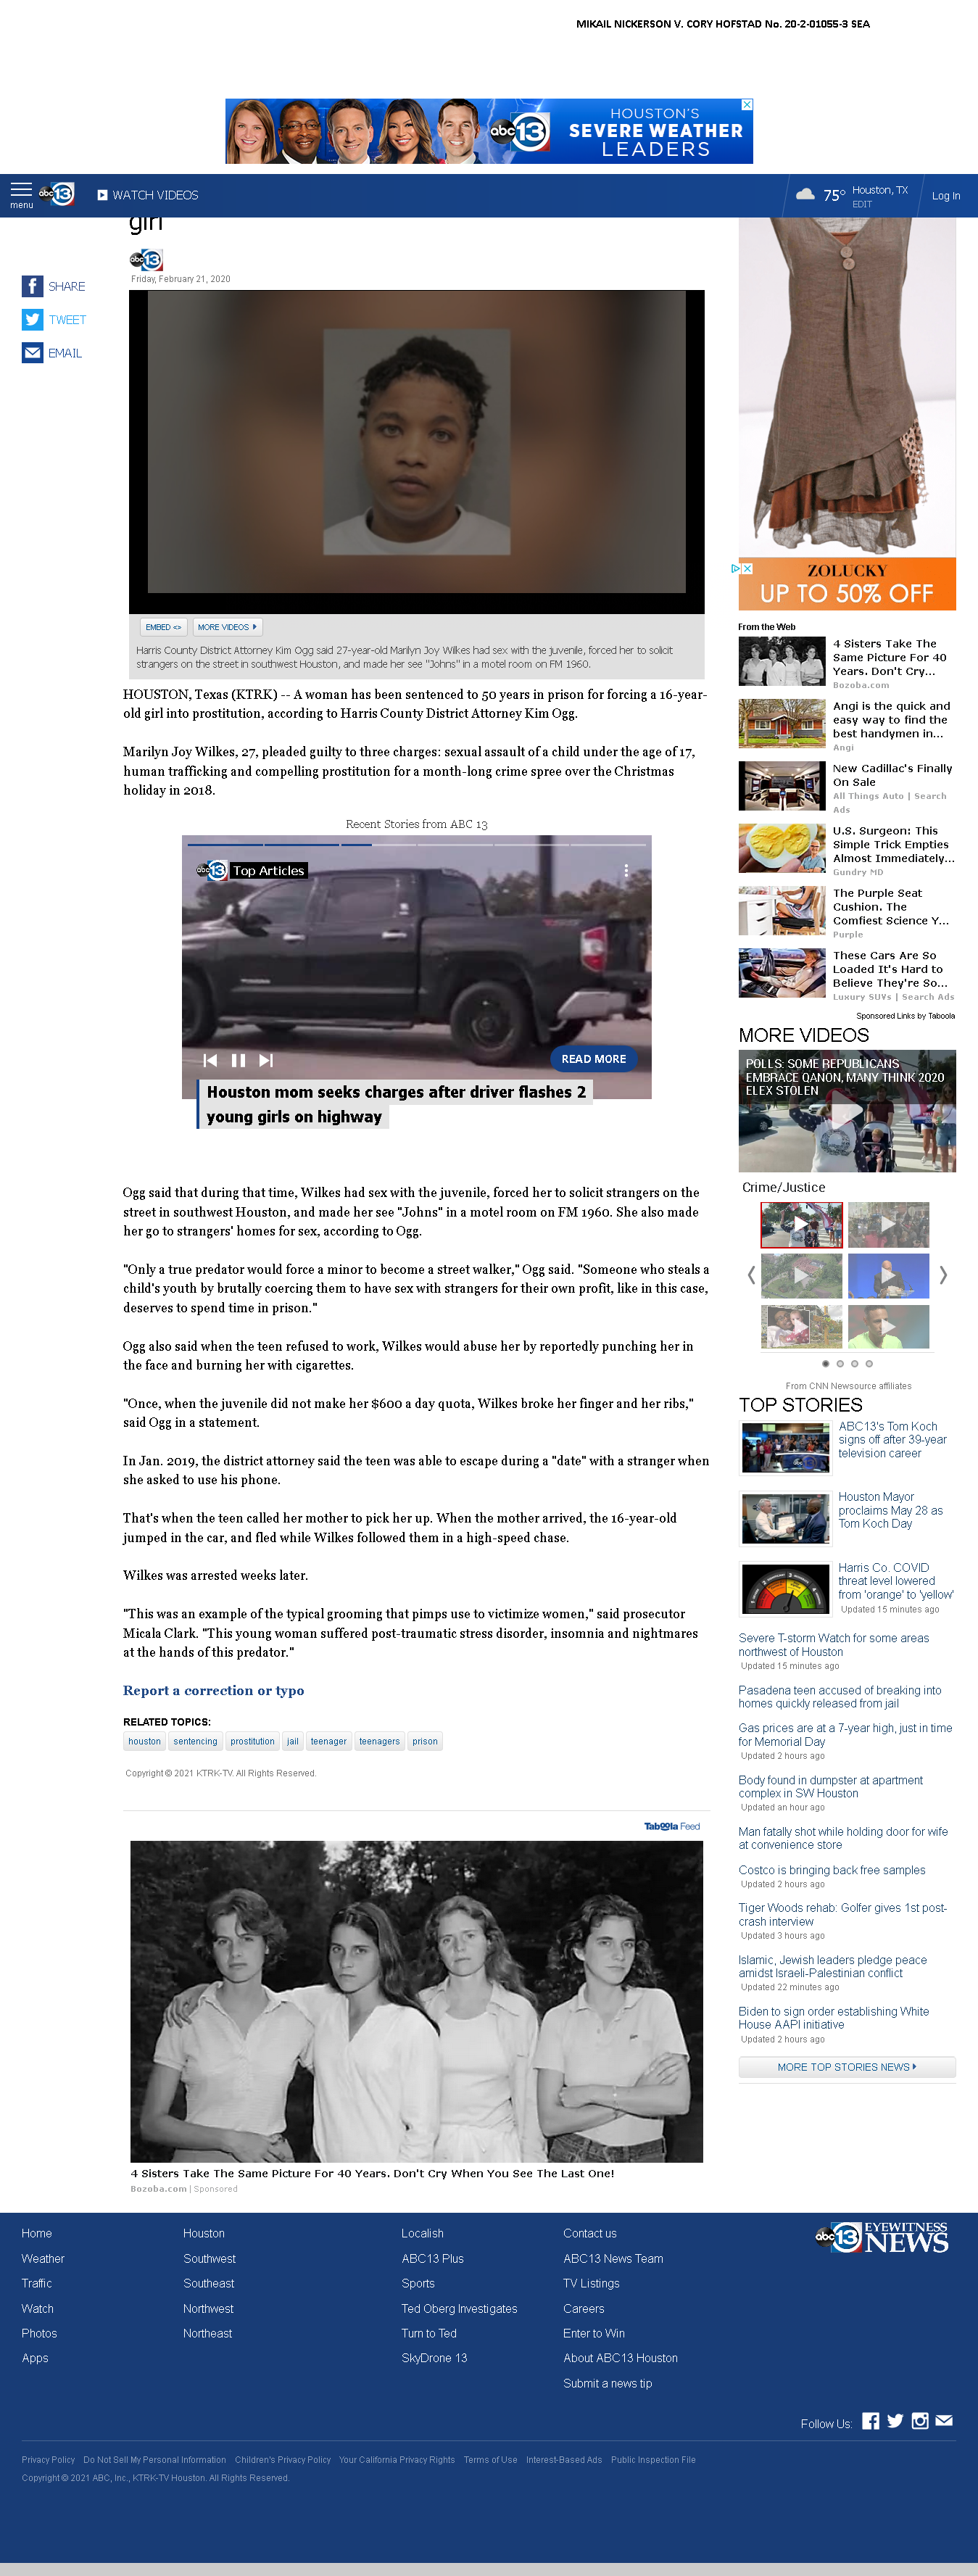 MIKAIL NICKERSON V. CORY HOFSTAD No. 20-2-01055-3 SEA
abc 13
HOUSTON'S
SEVERE WEATHER
LEADERS
menu
abc 13
WATCH VIDEOS
75°
Houston, TX
EDIT
Log In
girl
abc 13
Friday, February 21, 2020
SHARE
TWEET
EMAIL
EMBED <>
MORE VIDEOS
Harris County District Attorney Kim Ogg said 27-year-old Marilyn Joy Wilkes had sex with the juvenile, forced her to solicit
strangers on the street in southwest Houston, and made her see "Johns" in a motel room on FM 1960.
HOUSTON, Texas (KTRK) -- A woman has been sentenced to 50 years in prison for forcing a 16-year-
old girl into prostitution, according to Harris County District Attorney Kim Ogg.
Marilyn Joy Wilkes, 27, pleaded guilty to three charges: sexual assault of a child under the age of 17,
human trafficking and compelling prostitution for a month-long crime spree over the Christmas
holiday in 2018.
Recent Stories from ABC 13
abc 13
Top Articles
READ MORE
Houston mom seeks charges after driver flashes 2
young girls on highway
Ogg said that during that time, Wilkes had sex with the juvenile, forced her to solicit strangers on the
street in southwest Houston, and made her see "Johns" in a motel room on FM 1960. She also made
her go to strangers' homes for sex, according to Ogg.
"Only a true predator would force a minor to become a street walker," Ogg said. "Someone who steals a
child's youth by brutally coercing them to have sex with strangers for their own profit, like in this case,
deserves to spend time in prison."
Ogg also said when the teen refused to work, Wilkes would abuse her by reportedly punching her in
the face and burning her with cigarettes.
"Once, when the juvenile did not make her $600 a day quota, Wilkes broke her finger and her ribs,"
said Ogg in a statement.
In Jan. 2019, the district attorney said the teen was able to escape during a "date" with a stranger when
she asked to use his phone.
That's when the teen called her mother to pick her up. When the mother arrived, the 16-year-old
jumped in the car, and fled while Wilkes followed them in a high-speed chase.
Wilkes was arrested weeks later.
"This was an example of the typical grooming that pimps use to victimize women," said prosecutor
Micala Clark. "This young woman suffered post-traumatic stress disorder, insomnia and nightmares
at the hands of this predator."
Report a correction or typo
RELATED TOPICS:
houston sentencing prostitution jail teenager teenagers prison
Copyright © 2021 KTRK-TV. All Rights Reserved.
Taboola Feed
4 Sisters Take The Same Picture For 40 Years. Don't Cry When You See The Last One!
Bozoba.com | Sponsored
ZOLUCKY
UP TO 50% OFF
From the Web
4 Sisters Take The
Same Picture For 40
Years. Don't Cry...
Bozoba.com
Angi is the quick and
easy way to find the
best handymen in...
Angi
New Cadillac's Finally
On Sale
All Things Auto | Search
Ads
U.S. Surgeon: This
Simple Trick Empties
Almost Immediately...
Gundry MD
The Purple Seat
Cushion. The
Comfiest Science Y...
Purple
These Cars Are So
Loaded It's Hard to
Believe They're So...
Luxury SUVs | Search Ads
Sponsored Links by Taboola
MORE VIDEOS
POLLS: SOME REPUBLICANS
EMBRACE QANON, MANY THINK 2020
ELEX STOLEN
Crime/Justice
From CNN Newsource affiliates
TOP STORIES
ABC13's Tom Koch
signs off after 39-year
television career
Houston Mayor
proclaims May 28 as
Tom Koch Day
Harris Co. COVID
threat level lowered
from 'orange' to 'yellow'
Updated 15 minutes ago
Severe T-storm Watch for some areas
northwest of Houston
Updated 15 minutes ago
Pasadena teen accused of breaking into
homes quickly released from jail
Gas prices are at a 7-year high, just in time
for Memorial Day
Updated 2 hours ago
Body found in dumpster at apartment
complex in SW Houston
Updated an hour ago
Man fatally shot while holding door for wife
at convenience store
Costco is bringing back free samples
Updated 2 hours ago
Tiger Woods rehab: Golfer gives 1st post-
crash interview
Updated 3 hours ago
Islamic, Jewish leaders pledge peace
amidst Israeli-Palestinian conflict
Updated 22 minutes ago
Biden to sign order establishing White
House AAPI initiative
Updated 2 hours ago
MORE TOP STORIES NEWS
Home
Weather
Traffic
Watch
Photos
Apps
Houston
Southwest
Southeast
Northwest
Northeast
Localish
ABC13 Plus
Sports
Ted Oberg Investigates
Turn to Ted
SkyDrone 13
Contact us
ABC13 News Team
TV Listings
Careers
Enter to Win
About ABC13 Houston
Submit a news tip
abc 13 EYEWITNESS
NEWS
Follow Us:
Privacy Policy Do Not Sell My Personal Information Children's Privacy Policy Your California Privacy Rights Terms of Use Interest-Based Ads Public Inspection File
Copyright © 2021 ABC, Inc., KTRK-TV Houston. All Rights Reserved.